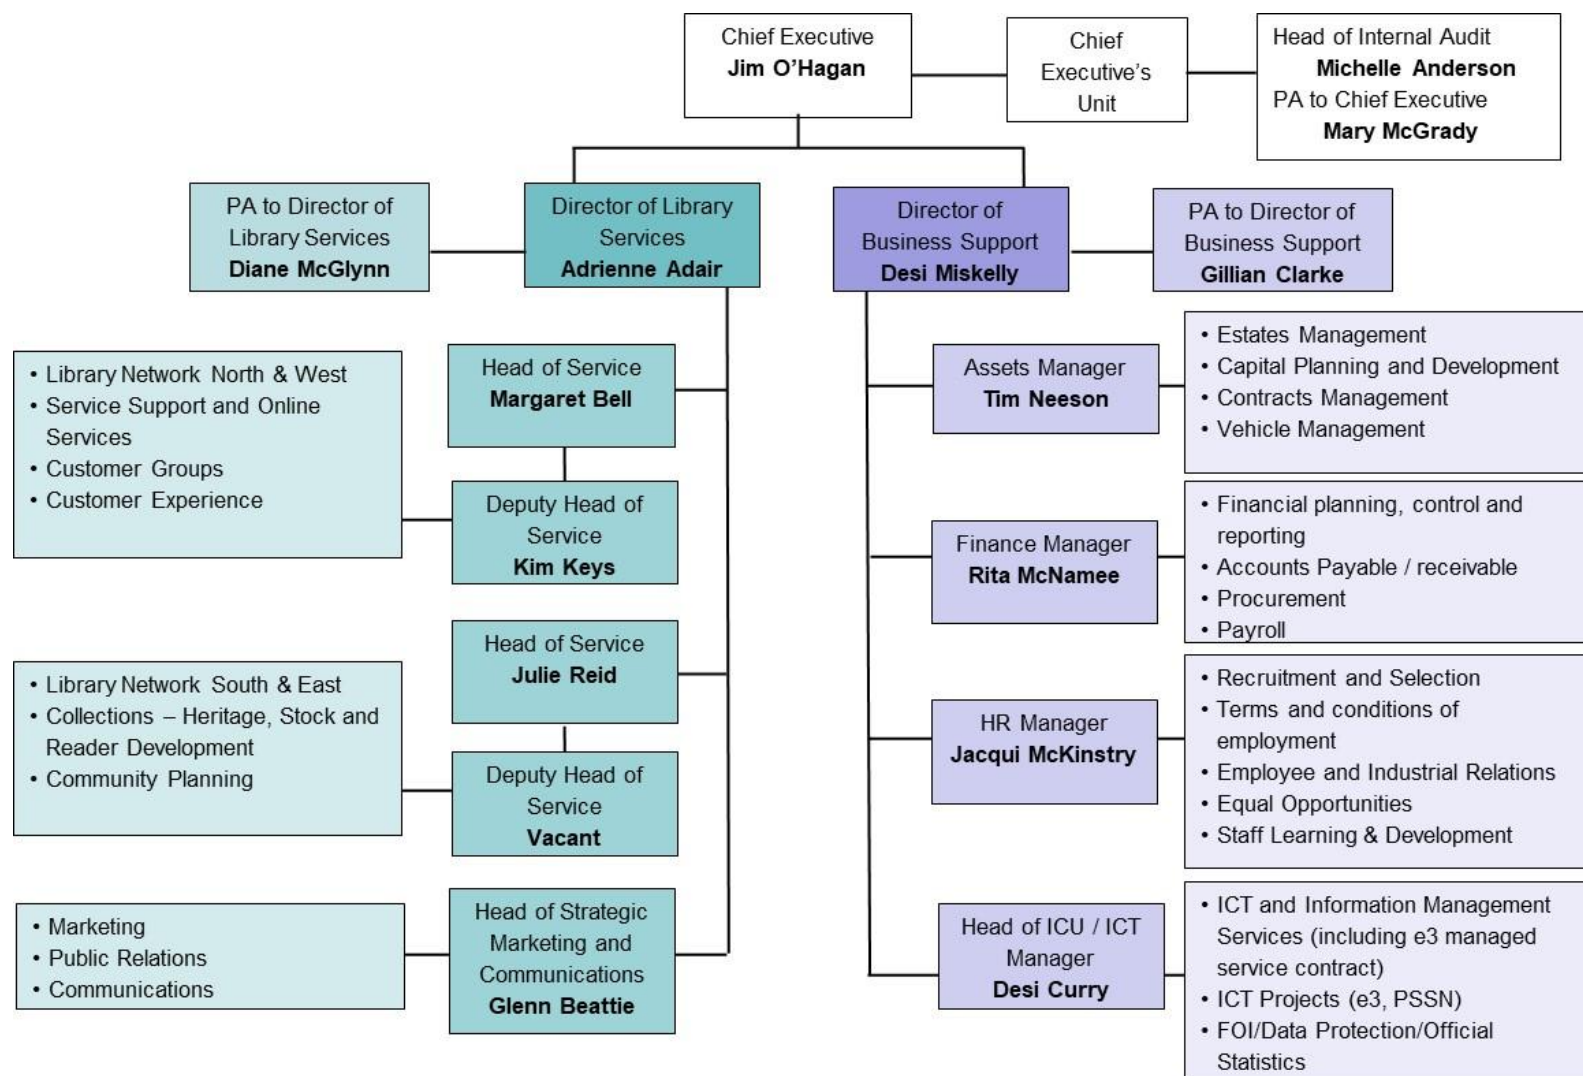 Chief Executive
Jim O’Hagan
Chief
Executive’s
Unit
Head of Internal Audit
Michelle Anderson
PA to Chief Executive
Mary McGrady
PA to Director of
Library Services
Diane McGlynn
Director of Library
Services
Adrienne Adair
Director of
Business Support
Desi Miskelly
PA to Director of
Business Support
Gillian Clarke
• Library Network North & West
• Service Support and Online
Services
• Customer Groups
• Customer Experience
Head of Service
Margaret Bell
Deputy Head of
Service
Kim Keys
• Library Network South & East
• Collections – Heritage, Stock and
Reader Development
• Community Planning
Head of Service
Julie Reid
Deputy Head of
Service
Vacant
• Marketing
• Public Relations
• Communications
Head of Strategic
Marketing and
Communications
Glenn Beattie
Assets Manager
Tim Neeson
• Estates Management
• Capital Planning and Development
• Contracts Management
• Vehicle Management
Finance Manager
Rita McNamee
• Financial planning, control and
reporting
• Accounts Payable / receivable
• Procurement
• Payroll
HR Manager
Jacqui McKinstry
• Recruitment and Selection
• Terms and conditions of
employment
• Employee and Industrial Relations
• Equal Opportunities
• Staff Learning & Development
Head of ICU / ICT
Manager
Desi Curry
• ICT and Information Management
Services (including e3 managed
service contract)
• ICT Projects (e3, PSSN)
• FOI/Data Protection/Official
Statistics